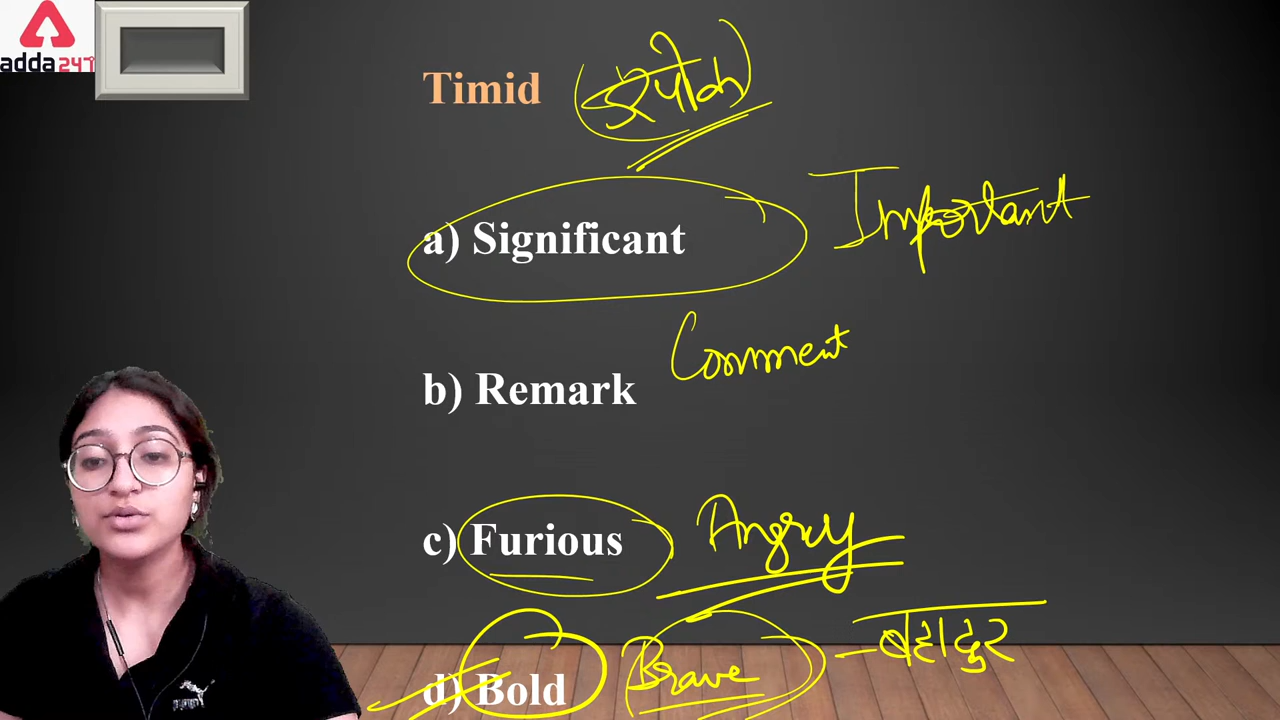 adda247
Timid (डरपोक)
a) Significant Important
b) Remark Comment
c) Furious Angry
d) Bold Brave - बहादुर